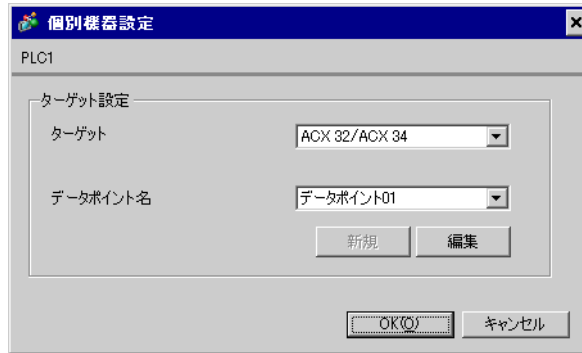 個別機器設定
PLC1
ターゲット設定
ターゲット
ACX 32/ACX 34
データポイント名
データポイント01
新規
編集
OK(O)
キャンセル